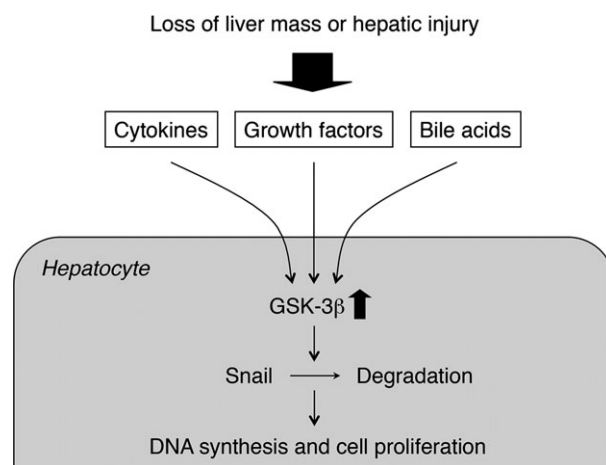 Loss of liver mass or hepatic injury
Cytokines Growth factors Bile acids
Hepatocyte
GSK-3β
Snail Degradation
DNA synthesis and cell proliferation